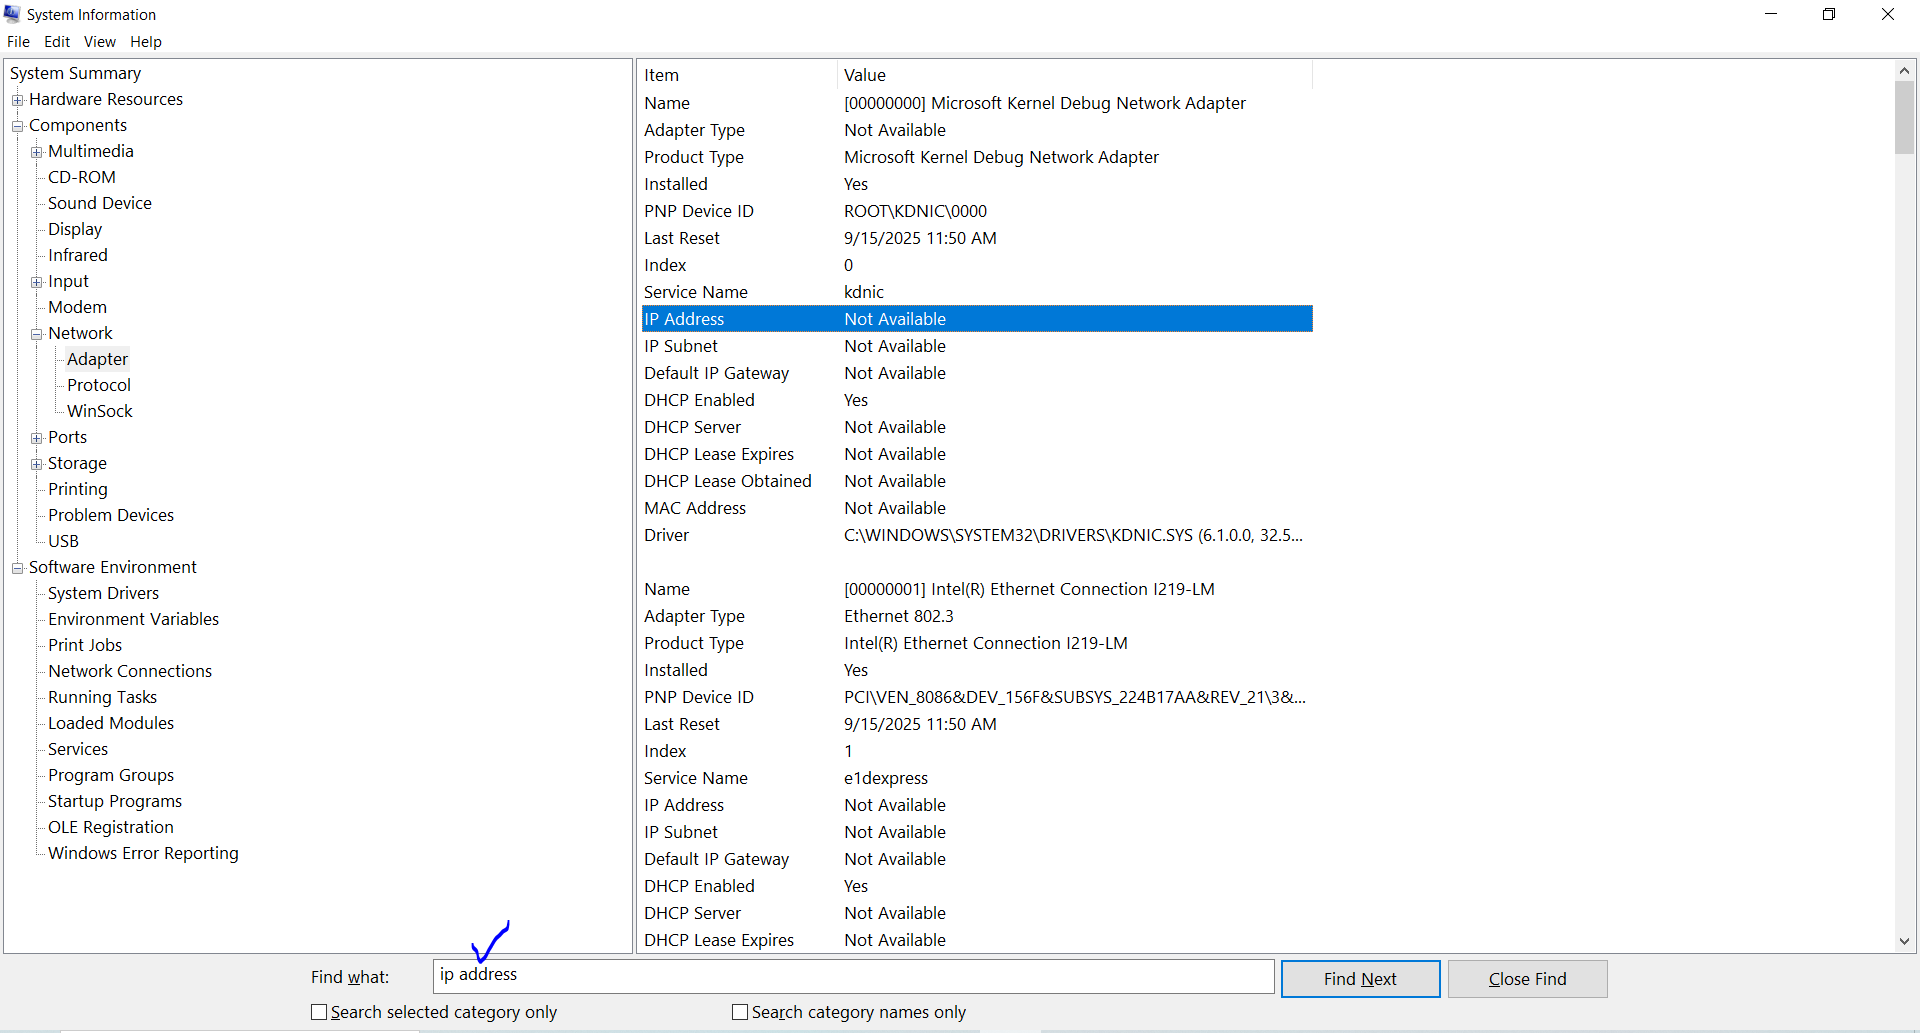 System Information
File Edit View Help
System Summary
Hardware Resources
Components
Multimedia
CD-ROM
Sound Device
Display
Infrared
Input
Modem
Network
Adapter
Protocol
WinSock
Ports
Storage
Printing
Problem Devices
USB
Software Environment
System Drivers
Environment Variables
Print Jobs
Network Connections
Running Tasks
Loaded Modules
Services
Program Groups
Startup Programs
OLE Registration
Windows Error Reporting
Item Value
Name [00000000] Microsoft Kernel Debug Network Adapter
Adapter Type Not Available
Product Type Microsoft Kernel Debug Network Adapter
Installed Yes
PNP Device ID ROOT\KDNIC\0000
Last Reset 9/15/2025 11:50 AM
Index 0
Service Name kdnic
IP Address Not Available
IP Subnet Not Available
Default IP Gateway Not Available
DHCP Enabled Yes
DHCP Server Not Available
DHCP Lease Expires Not Available
DHCP Lease Obtained Not Available
MAC Address Not Available
Driver C:\WINDOWS\SYSTEM32\DRIVERS\KDNIC.SYS (6.1.0.0, 32.5...
Name [00000001] Intel(R) Ethernet Connection I219-LM
Adapter Type Ethernet 802.3
Product Type Intel(R) Ethernet Connection I219-LM
Installed Yes
PNP Device ID PCI\VEN_8086&DEV_156F&SUBSYS_224B17AA&REV_21\3&...
Last Reset 9/15/2025 11:50 AM
Index 1
Service Name e1dexpress
IP Address Not Available
IP Subnet Not Available
Default IP Gateway Not Available
DHCP Enabled Yes
DHCP Server Not Available
DHCP Lease Expires Not Available
Find what: ip address Find Next Close Find
Search selected category only Search category names only